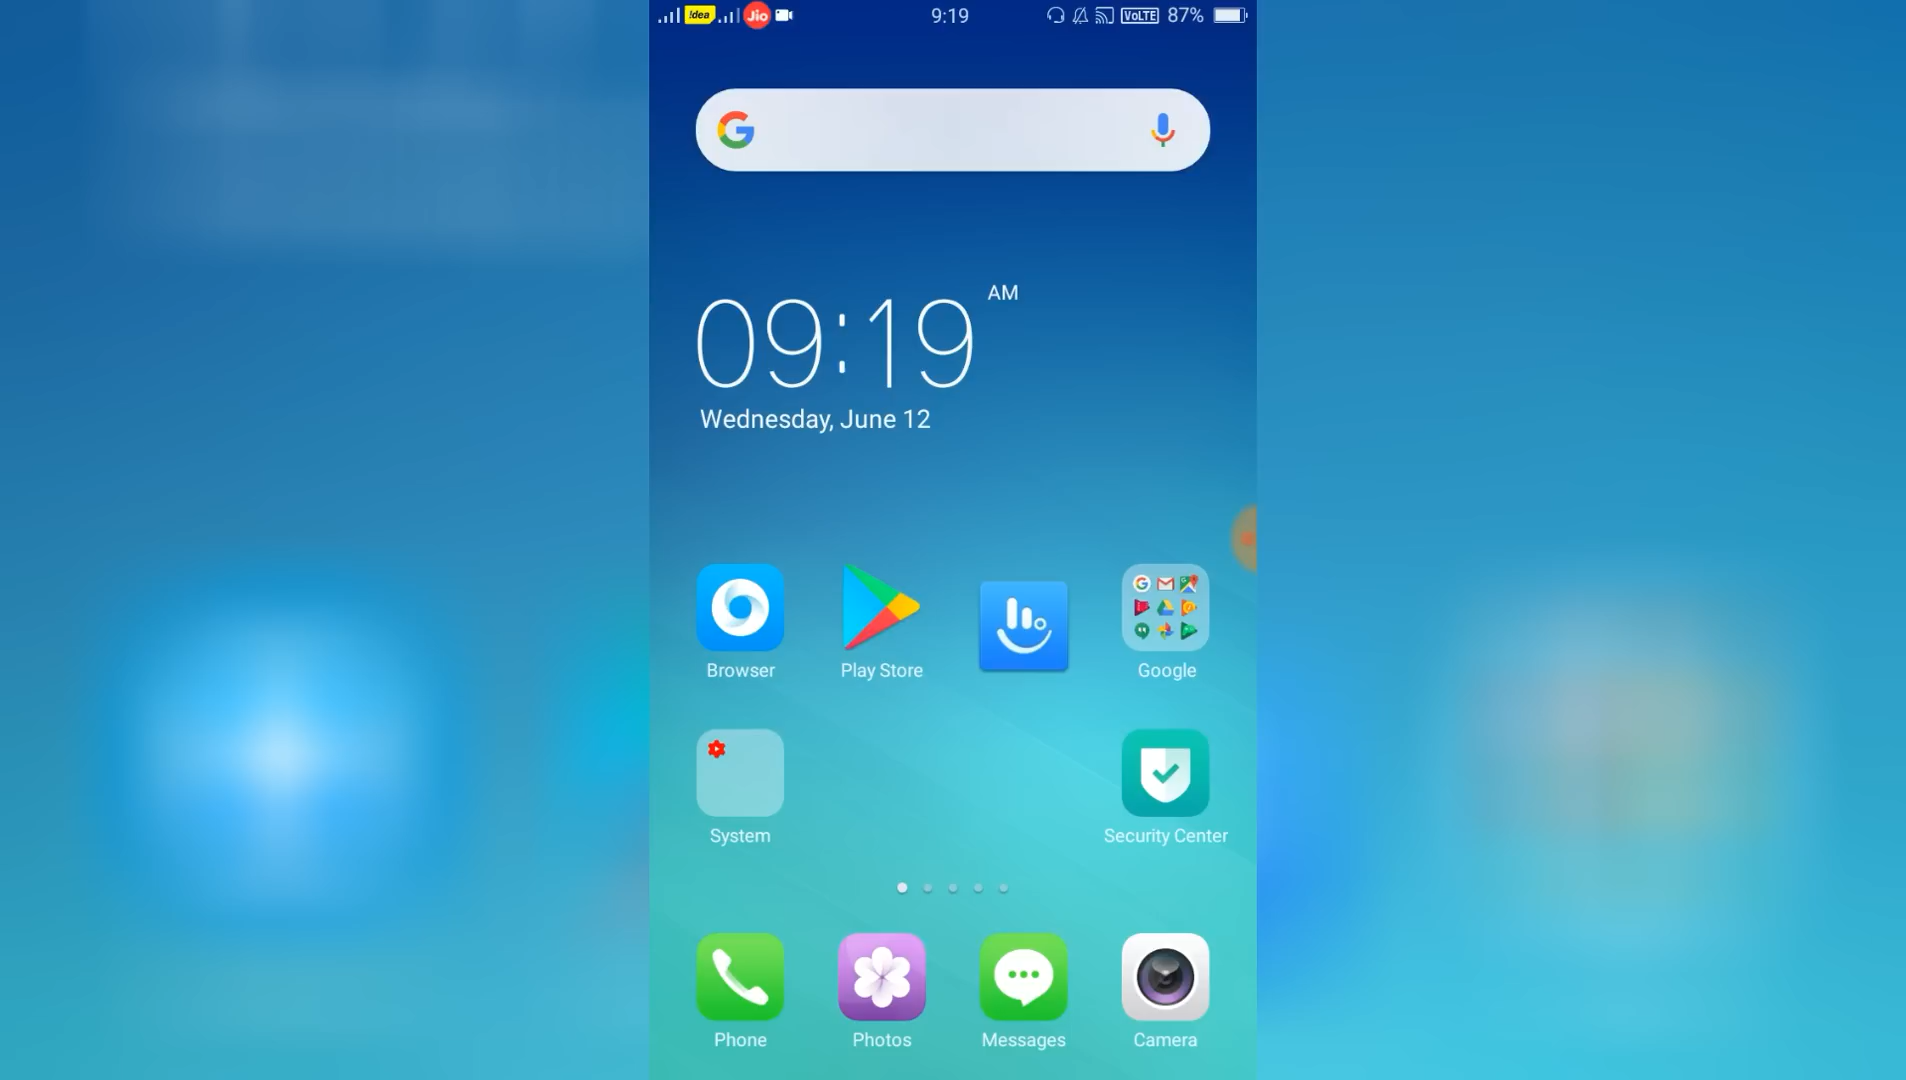 !dea Jio 9:19 VoLTE 87%
G
09:19 AM
Wednesday, June 12
Browser Play Store Google
System Security Center
Phone Photos Messages Camera